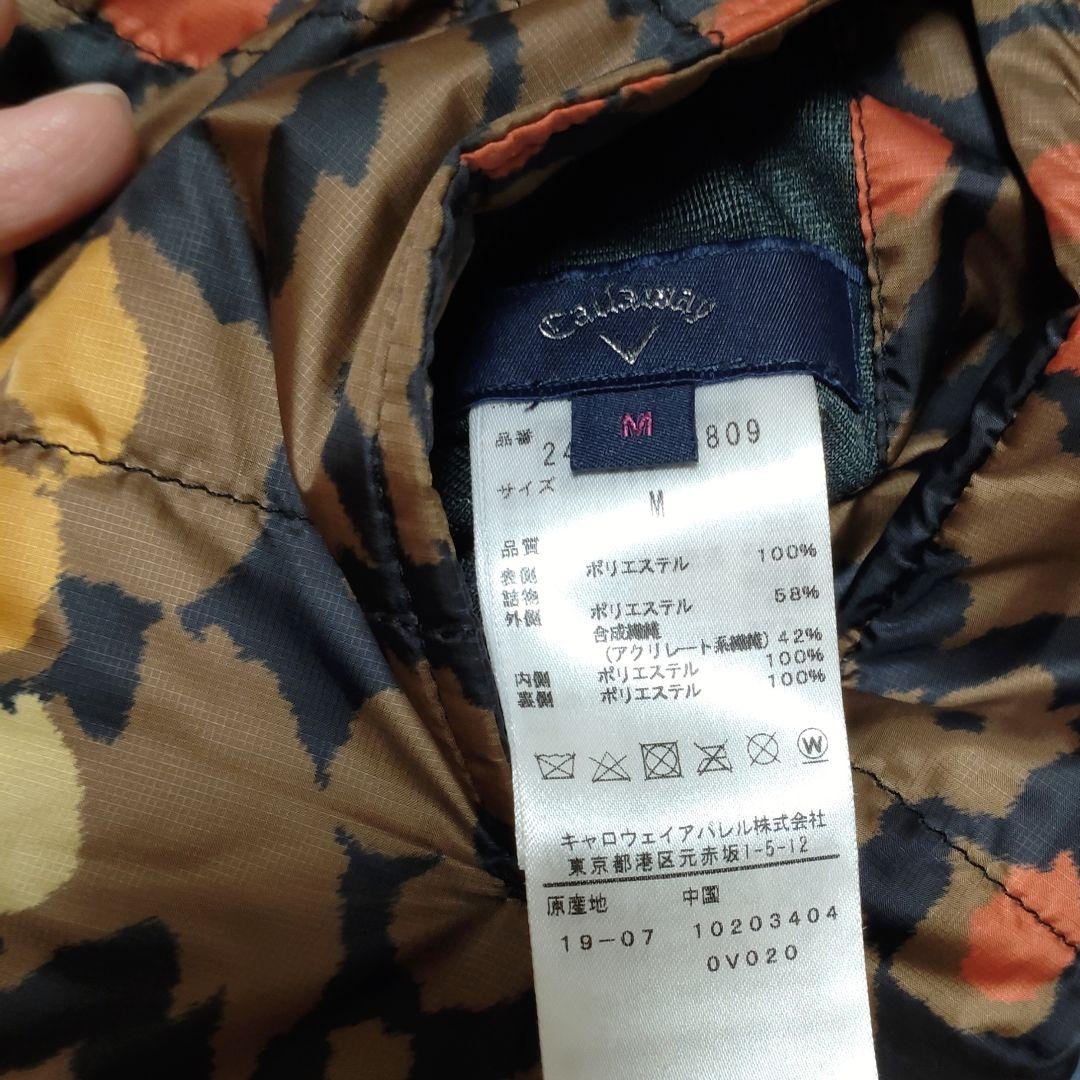 Callaway
M
品番
24 809
サイズ
M
品質
表側 ポリエステル 100%
詰物
外側 ポリエステル 58%
合成繊維
(アクリレート系繊維) 42%
内側 ポリエステル 100%
裏側 ポリエステル 100%
W
キャロウェイアパレル株式会社
東京都港区元赤坂1-5-12
原産地 中国
19-07 10203404
0V020